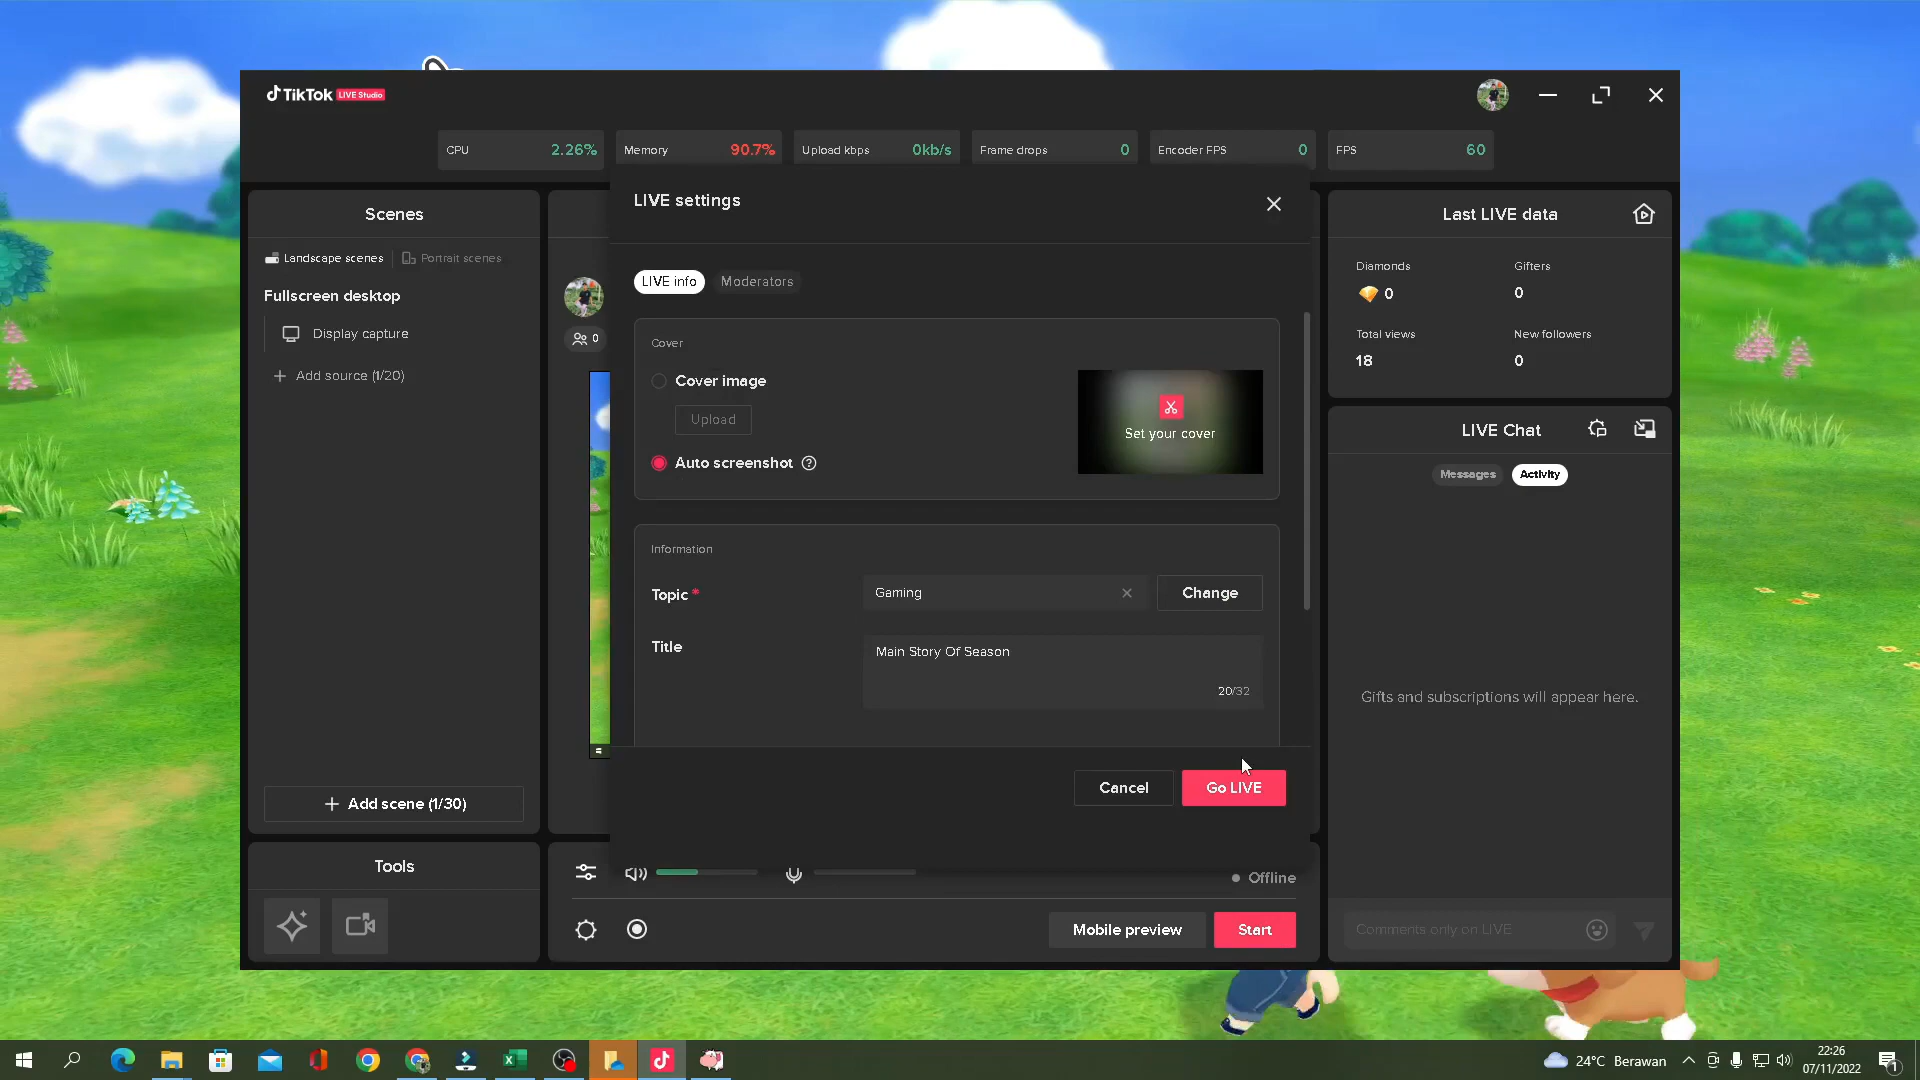 TikTok LIVE Studio
CPU 2.26%
Memory 90.7%
Upload kbps 0kb/s
Frame drops 0
Encoder FPS 0
FPS 60
Scenes
Landscape scenes
Portrait scenes
Fullscreen desktop
Display capture
Add source (1/20)
Add scene (1/30)
Tools
0
LIVE settings
LIVE info
Moderators
Cover
Cover image
Upload
Auto screenshot
Set your cover
Information
Topic *
Gaming
Change
Title
Main Story Of Season
20/32
Cancel
Go LIVE
Offline
Mobile preview
Start
Last LIVE data
Diamonds
0
Gifters
0
Total views
18
New followers
0
LIVE Chat
Messages
Activity
Gifts and subscriptions will appear here.
Comments only on LIVE
24°C Berawan
22:26
07/11/2022
1